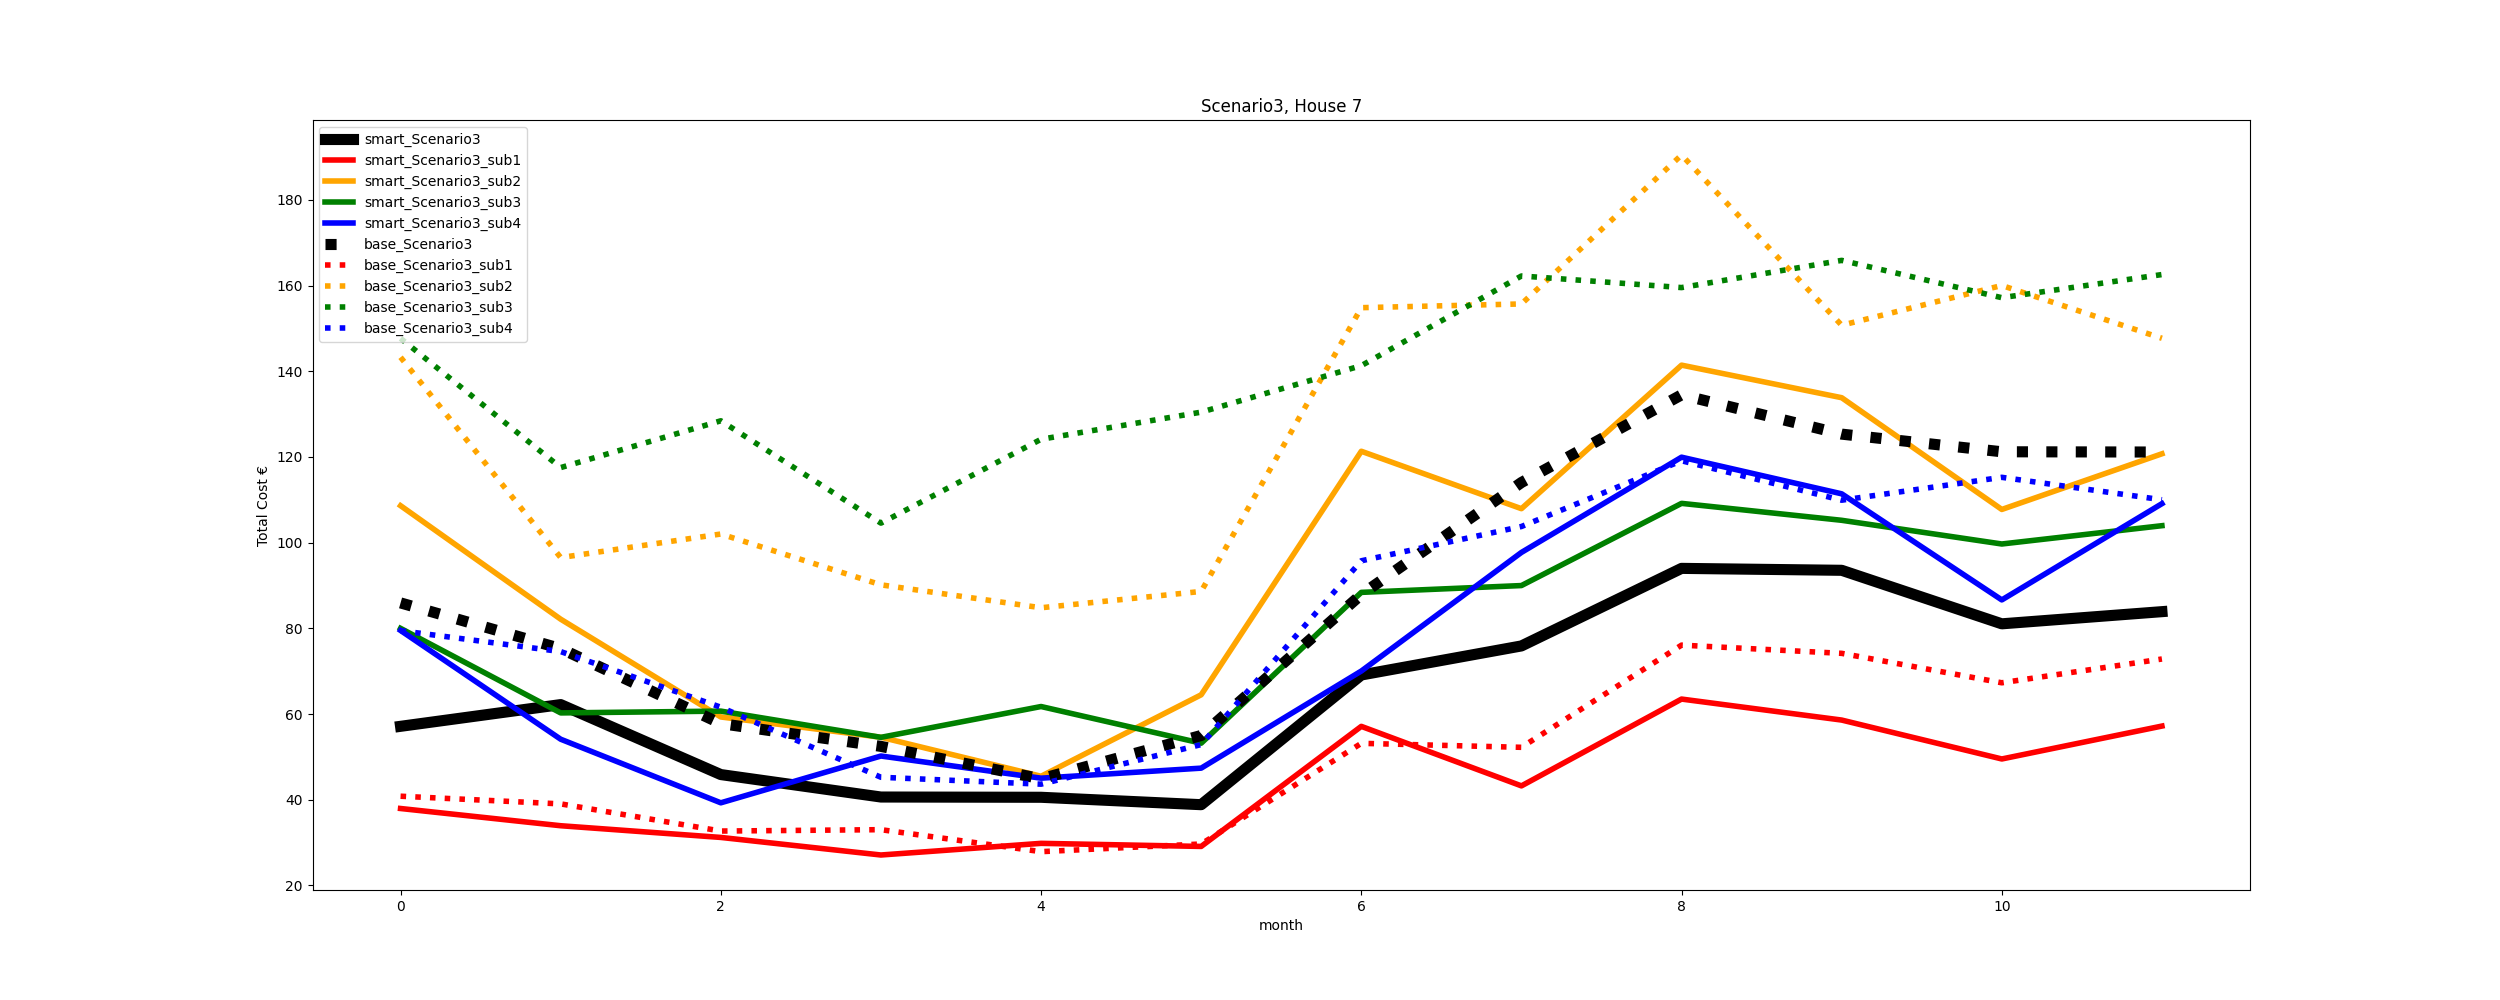 Scenario3, House 7
smart_Scenario3
smart_Scenario3_sub1
smart_Scenario3_sub2
smart_Scenario3_sub3
smart_Scenario3_sub4
base_Scenario3
base_Scenario3_sub1
base_Scenario3_sub2
base_Scenario3_sub3
base_Scenario3_sub4
Total Cost €
180
160
140
120
100
80
60
40
20
0 2 4 6 8 10
month